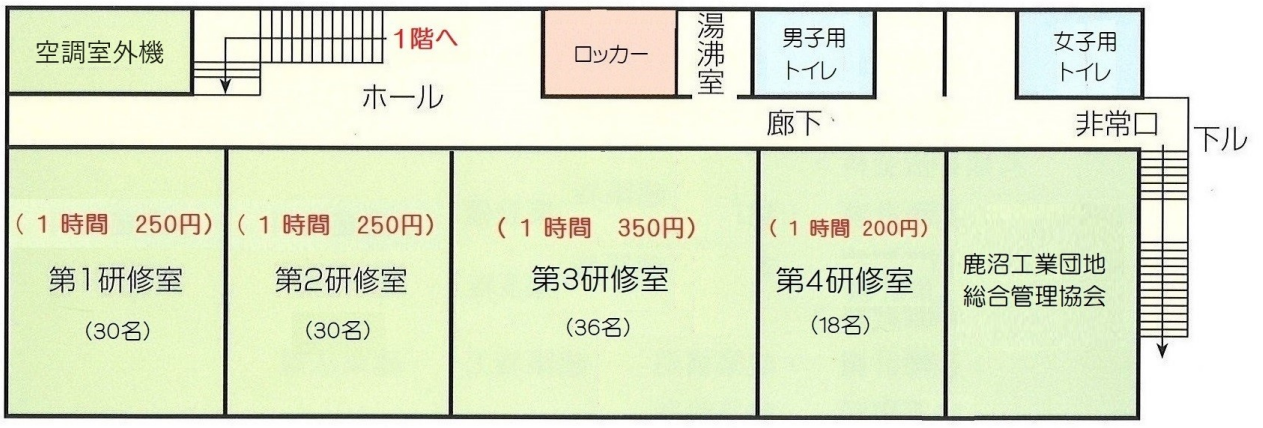 空調室外機
1階へ
ホール
ロッカー
湯沸室
男子用
トイレ
女子用
トイレ
廊下
非常口
下ル
(1時間 250円)
第1研修室
(30名)
(1時間 250円)
第2研修室
(30名)
(1時間 350円)
第3研修室
(36名)
(1時間 200円)
第4研修室
(18名)
鹿沼工業団地
総合管理協会